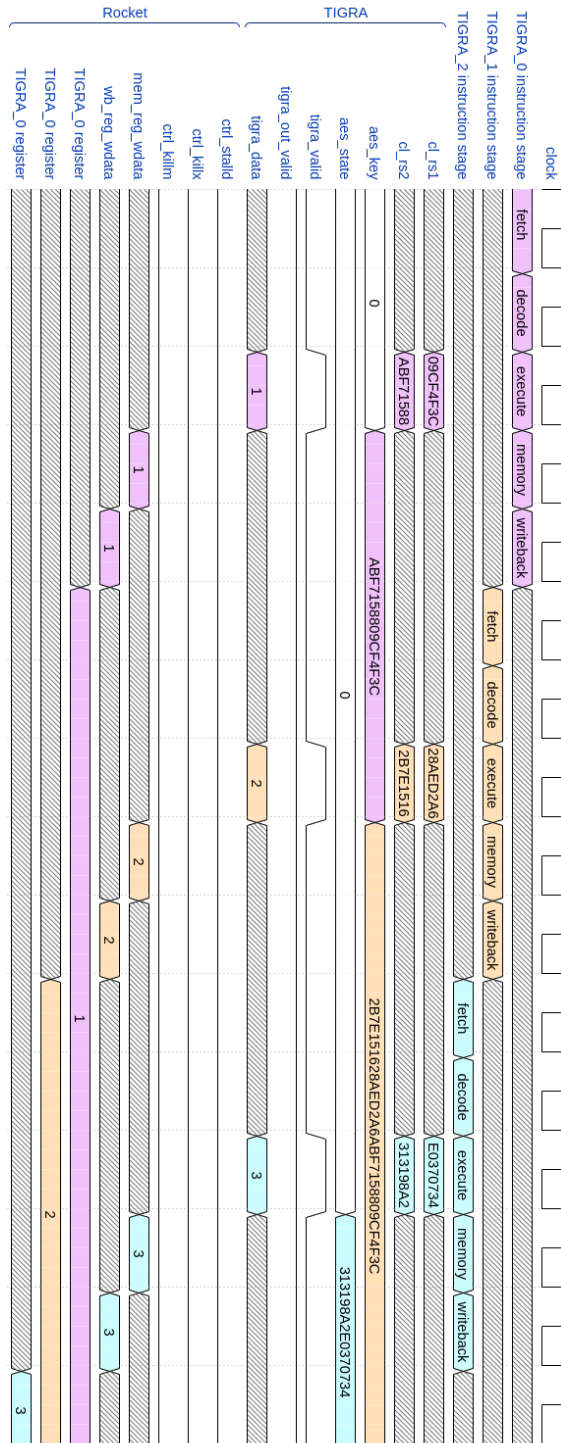 clock
TIGRA_0 instruction stage
fetch
decode
execute
memory
writeback
TIGRA_1 instruction stage
fetch
decode
execute
memory
writeback
TIGRA_2 instruction stage
fetch
decode
execute
memory
writeback
TIGRA
cl_rs1
09CF4F3C
28AED2A6
E0370734
cl_rs2
ABF71588
2B7E1516
313198A2
aes_key
0
ABF7158809CF4F3C
2B7E151628AED2A6ABF7158809CF4F3C
aes_state
0
313198A2E0370734
tigra_valid
tigra_out_valid
tigra_data
1
2
3
Rocket
ctrl_stalld
ctrl_killx
ctrl_killm
mem_reg_wdata
1
2
3
wb_reg_wdata
1
2
3
TIGRA_0 register
1
TIGRA_0 register
2
TIGRA_0 register
3